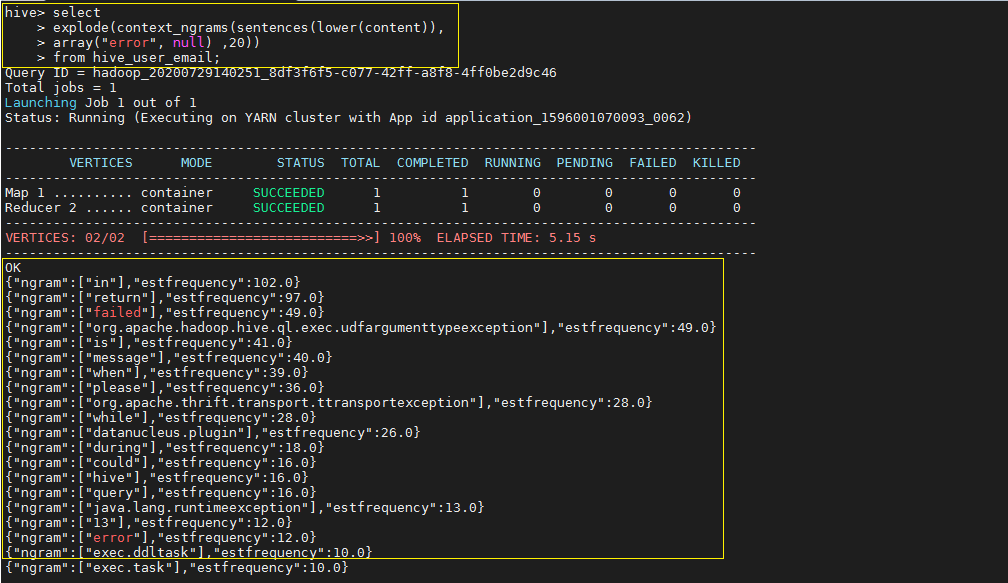 hive> select
    > explode(context_ngrams(sentences(lower(content)),
    > array("error", null) ,20))
    > from hive_user_email;
Query ID = hadoop_20200729140251_8df3f6f5-c077-42ff-a8f8-4ff0be2d9c46
Total jobs = 1
Launching Job 1 out of 1
Status: Running (Executing on YARN cluster with App id application_1596001070093_0062)
----------------------------------------------------------------------------------------------
        VERTICES      MODE        STATUS  TOTAL  COMPLETED  RUNNING  PENDING  FAILED  KILLED
----------------------------------------------------------------------------------------------
Map 1 .......... container     SUCCEEDED      1          1        0        0       0       0
Reducer 2 ...... container     SUCCEEDED      1          1        0        0       0       0
----------------------------------------------------------------------------------------------
VERTICES: 02/02  [==========================>>] 100%  ELAPSED TIME: 5.15 s
----------------------------------------------------------------------------------------------
OK
{"ngram":["in"],"estfrequency":102.0}
{"ngram":["return"],"estfrequency":97.0}
{"ngram":["failed"],"estfrequency":49.0}
{"ngram":["org.apache.hadoop.hive.ql.exec.udfargumenttypeexception"],"estfrequency":49.0}
{"ngram":["is"],"estfrequency":41.0}
{"ngram":["message"],"estfrequency":40.0}
{"ngram":["when"],"estfrequency":39.0}
{"ngram":["please"],"estfrequency":36.0}
{"ngram":["org.apache.thrift.transport.ttransportexception"],"estfrequency":28.0}
{"ngram":["while"],"estfrequency":28.0}
{"ngram":["datanucleus.plugin"],"estfrequency":26.0}
{"ngram":["during"],"estfrequency":18.0}
{"ngram":["could"],"estfrequency":16.0}
{"ngram":["hive"],"estfrequency":16.0}
{"ngram":["query"],"estfrequency":16.0}
{"ngram":["java.lang.runtimeexception"],"estfrequency":13.0}
{"ngram":["13"],"estfrequency":12.0}
{"ngram":["error"],"estfrequency":12.0}
{"ngram":["exec.ddltask"],"estfrequency":10.0}
{"ngram":["exec.task"],"estfrequency":10.0}